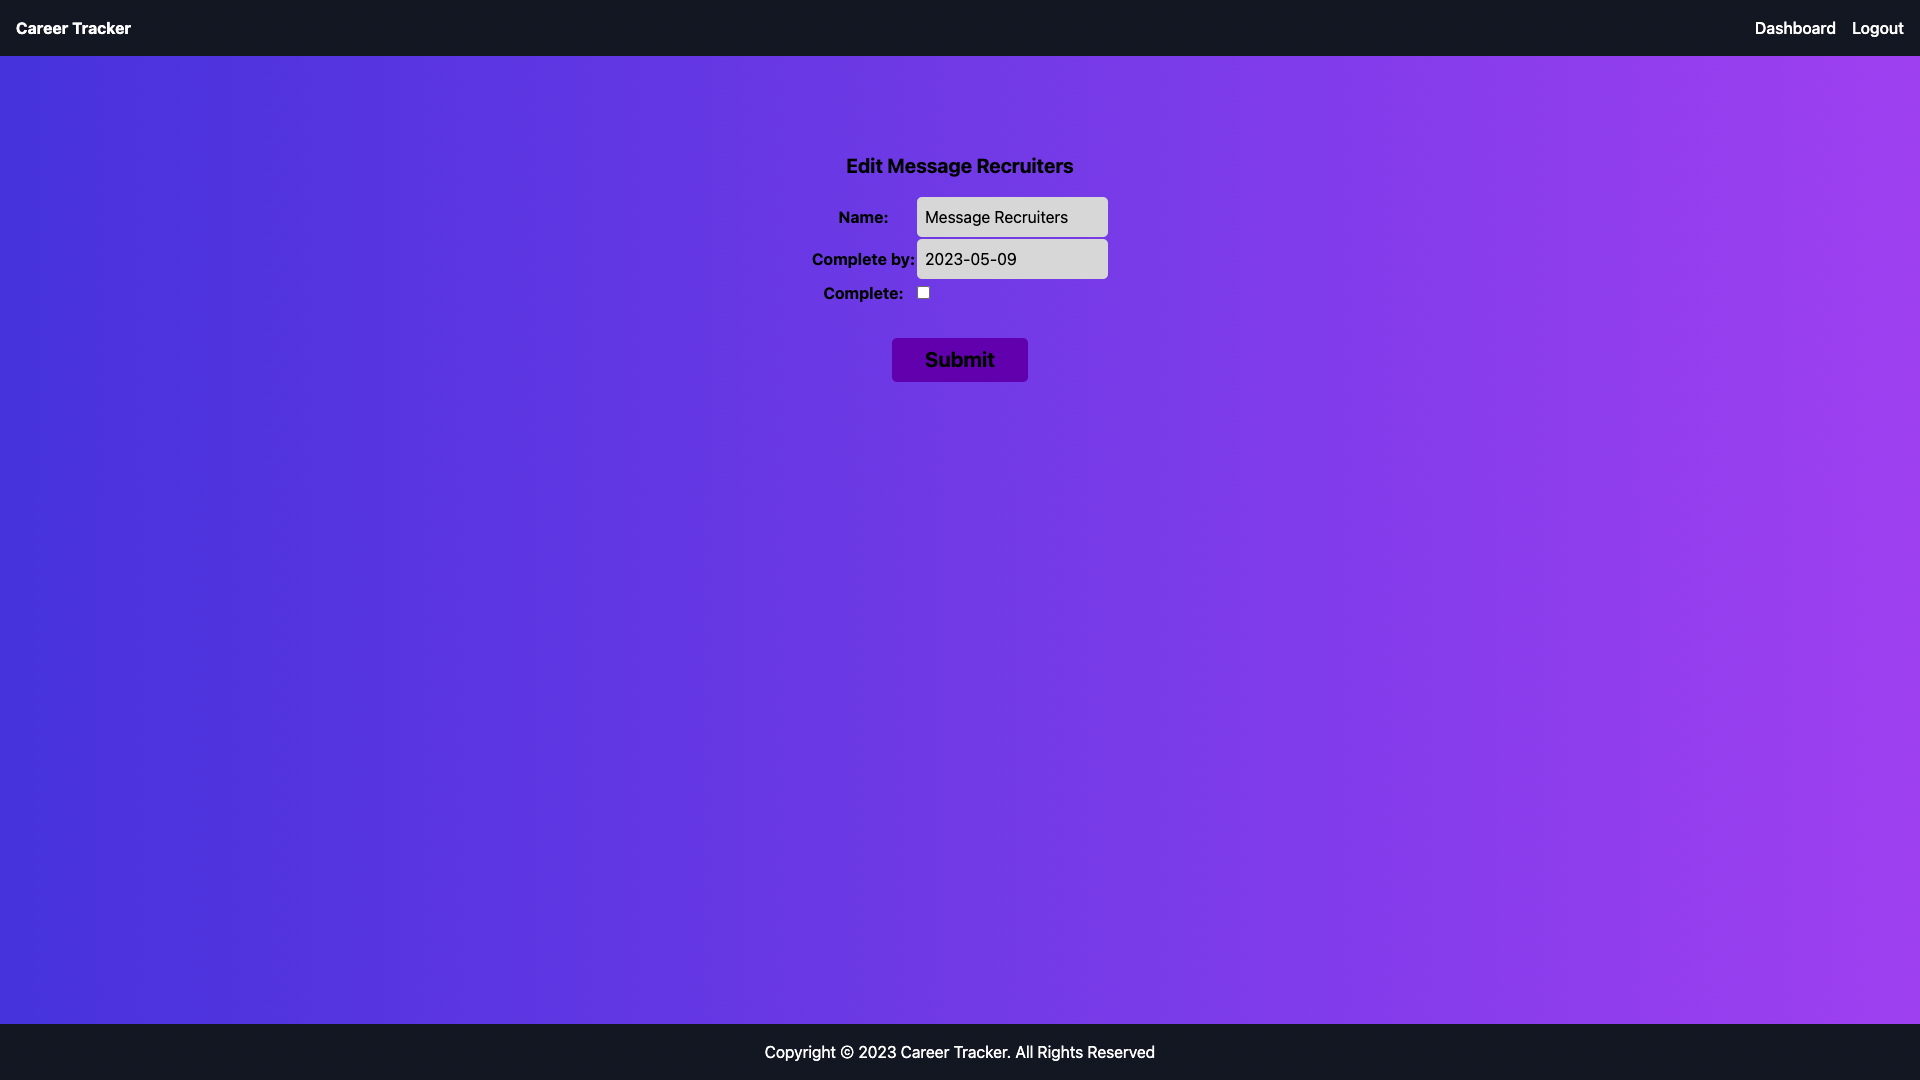 Career Tracker
Dashboard
Logout
Edit Message Recruiters
Name: Message Recruiters
Complete by: 2023-05-09
Complete:
Submit
Copyright © 2023 Career Tracker. All Rights Reserved